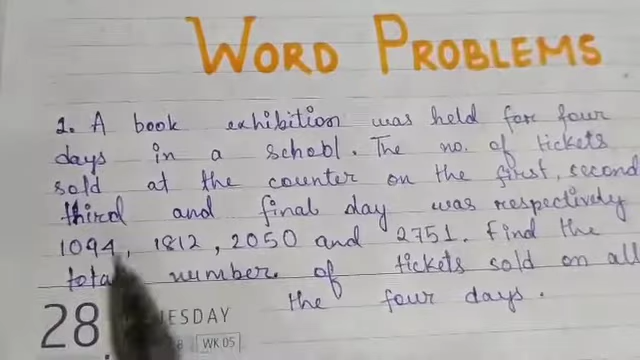 WORD PROBLEMS
1. A book exhibition was held for four
days in a school. The no. of tickets
sold at the counter on the first, second
third and final day was respectively
1094, 1812, 2050 and 2751. Find the
total number of tickets sold on all
the four days.
28
WK 05